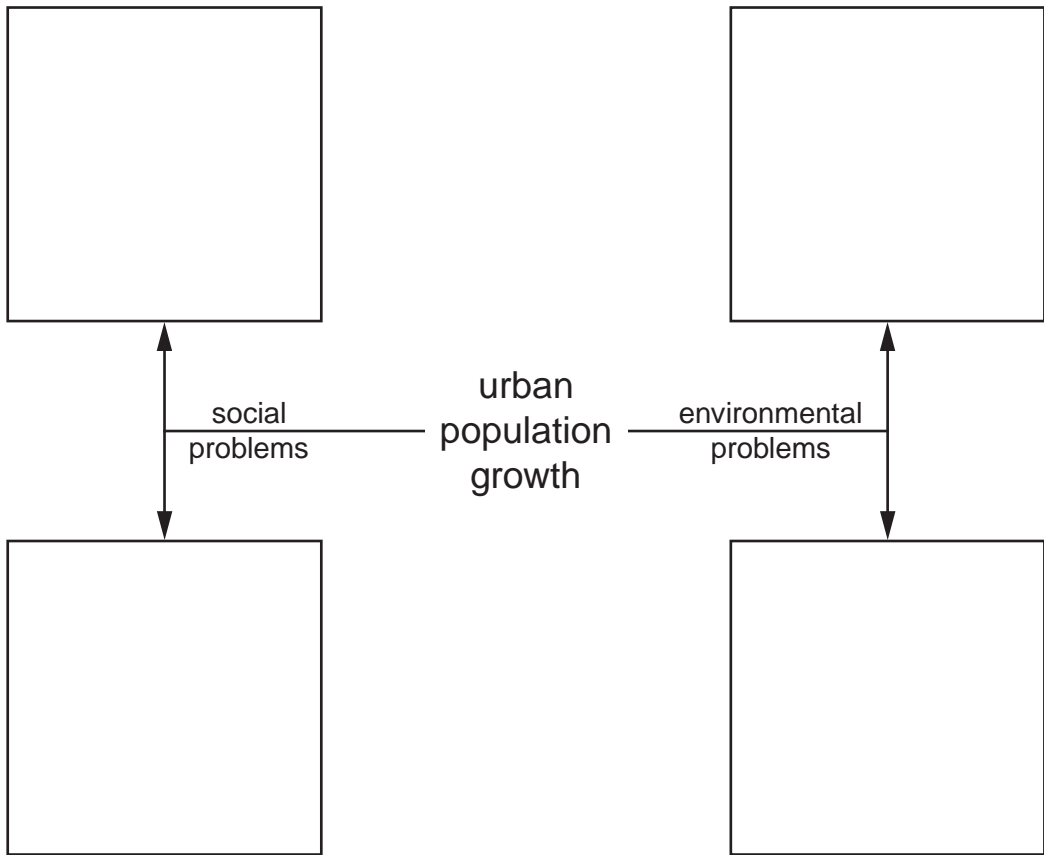 social
problems
urban
population
growth
environmental
problems